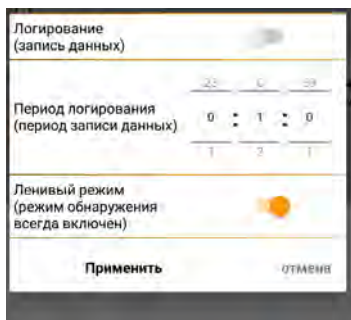 Логирование
(запись данных)
23 0 59
Период логирования
(период записи данных)
0 : 1 : 0
1 2 1
Ленивый режим
(режим обнаружения
всегда включен)
Применить отмена